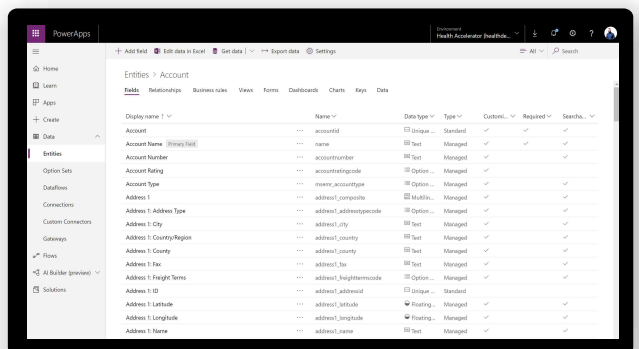 PowerApps
Environment
Health Accelerator (healthde...
?
Add field Edit data in Excel Get data Export data Settings
All Search
Home
Learn
Apps
Create
Data
Entities
Option Sets
Dataflows
Connections
Custom Connectors
Gateways
Flows
AI Builder (preview)
Solutions
Entities > Account
Fields Relationships Business rules Views Forms Dashboards Charts Keys Data
Display name Name Data type Type Customi... Required Searcha...
Account ... accountid Unique ... Standard
Account Name Primary Field ... name Text Managed
Account Number ... accountnumber Text Managed
Account Rating ... accountratingcode Option ... Managed
Account Type ... msemr_accounttype Option ... Managed
Address 1 ... address1_composite Multilin... Managed
Address 1: Address Type ... address1_addresstypecode Option ... Managed
Address 1: City ... address1_city Text Managed
Address 1: Country/Region ... address1_country Text Managed
Address 1: County ... address1_county Text Managed
Address 1: Fax ... address1_fax Text Managed
Address 1: Freight Terms ... address1_freighttermscode Option ... Managed
Address 1: ID ... address1_addressid Unique ... Standard
Address 1: Latitude ... address1_latitude Floating... Managed
Address 1: Longitude ... address1_longitude Floating... Managed
Address 1: Name ... address1_name Text Managed